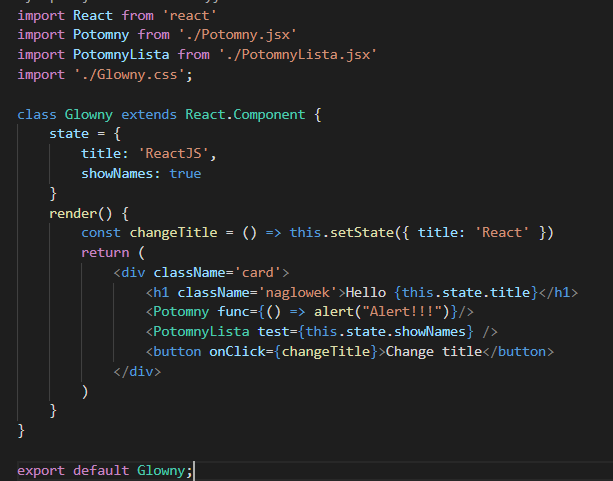 import React from 'react'
import Potomny from './Potomny.jsx'
import PotomnyLista from './PotomnyLista.jsx'
import './Glowny.css';
class Glowny extends React.Component {
state = {
title: 'ReactJS',
showNames: true
}
render() {
const changeTitle = () => this.setState({ title: 'React' })
return (
<div className='card'>
<h1 className='naglowek'>Hello {this.state.title}</h1>
<Potomny func={() => alert("Alert!!!")}/>
<PotomnyLista test={this.state.showNames} />
<button onClick={changeTitle}>Change title</button>
</div>
)
}
}
export default Glowny;